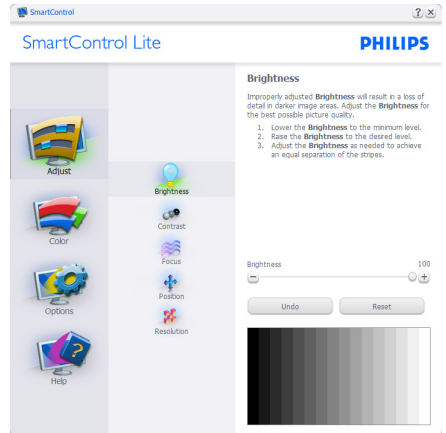 SmartControl
SmartControl Lite
PHILIPS
Adjust
Color
Options
Help
Brightness
Contrast
Focus
Position
Resolution
Brightness
Improperly adjusted Brightness will result in a loss of
detail in darker image areas. Adjust the Brightness for
the best possible picture quality.
1. Lower the Brightness to the minimum level.
2. Raise the Brightness to the desired level.
3. Adjust the Brightness as needed to achieve
an equal separation of the stripes.
Brightness 100
Undo Reset